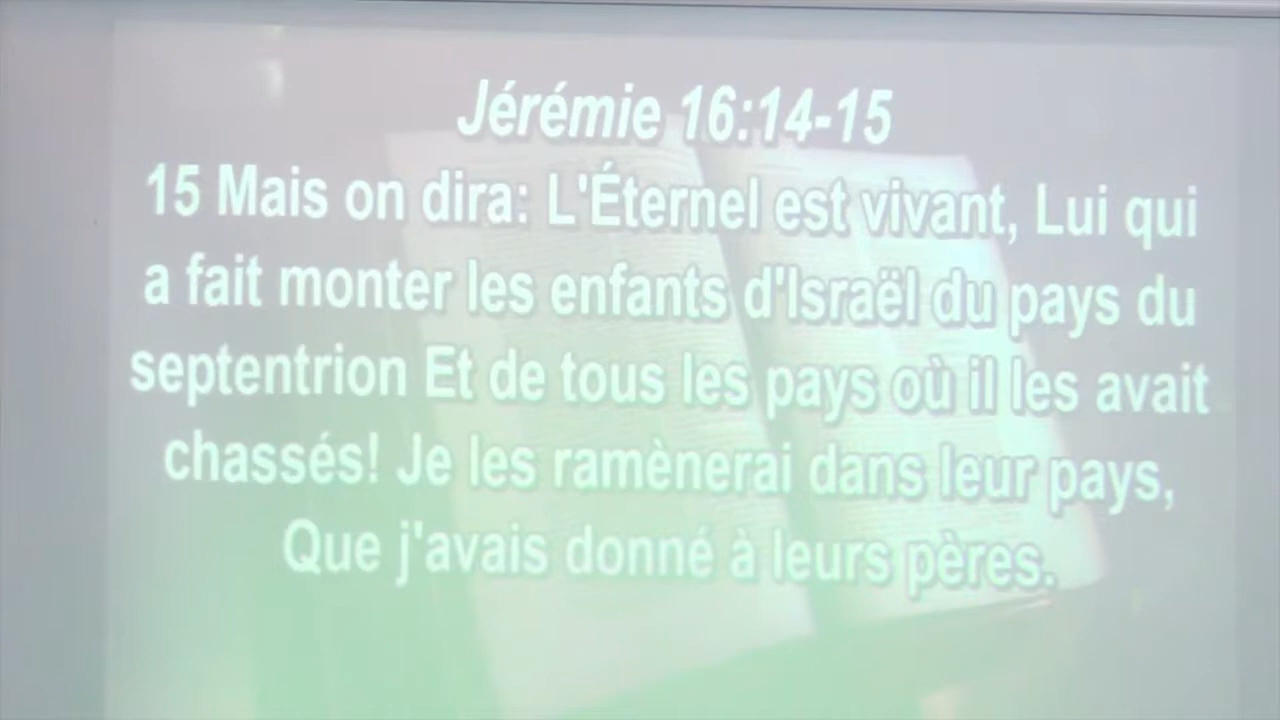 Jérémie 16:14-15
15 Mais on dira: L'Éternel est vivant, Lui qui
a fait monter les enfants d'Israël du pays du
septentrion Et de tous les pays où il les avait
chassés! Je les ramènerai dans leur pays,
Que j'avais donné à leurs pères.